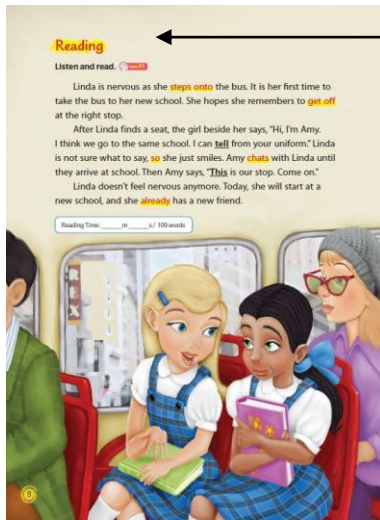 Reading
Listen and read.
Linda is nervous as she steps onto the bus. It is her first time to
take the bus to her new school. She hopes she remembers to get off
at the right stop.
After Linda finds a seat, the girl beside her says, “Hi, I’m Amy.
I think we go to the same school. I can tell from your uniform.” Linda
is not sure what to say, so she just smiles. Amy chats with Linda until
they arrive at school. Then Amy says, “This is our stop. Come on.”
Linda doesn’t feel nervous anymore. Today, she will start at a
new school, and she already has a new friend.
Reading Time: ______m ______s/ 109 words
REX
8